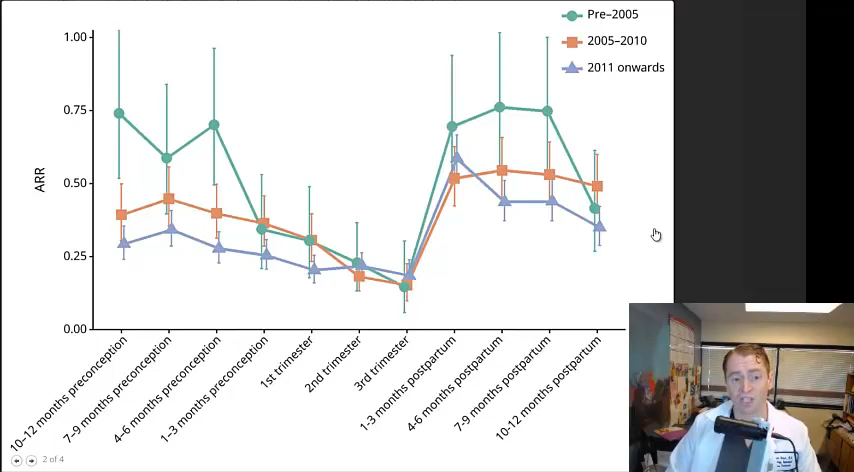 Pre–2005
2005–2010
2011 onwards
1.00
0.75
0.50
0.25
0.00
ARR
10-12 months preconception
7–9 months preconception
4-6 months preconception
1-3 months preconception
1st trimester
2nd trimester
3rd trimester
1-3 months postpartum
4-6 months postpartum
7-9 months postpartum
10-12 months postpartum
2 of 4